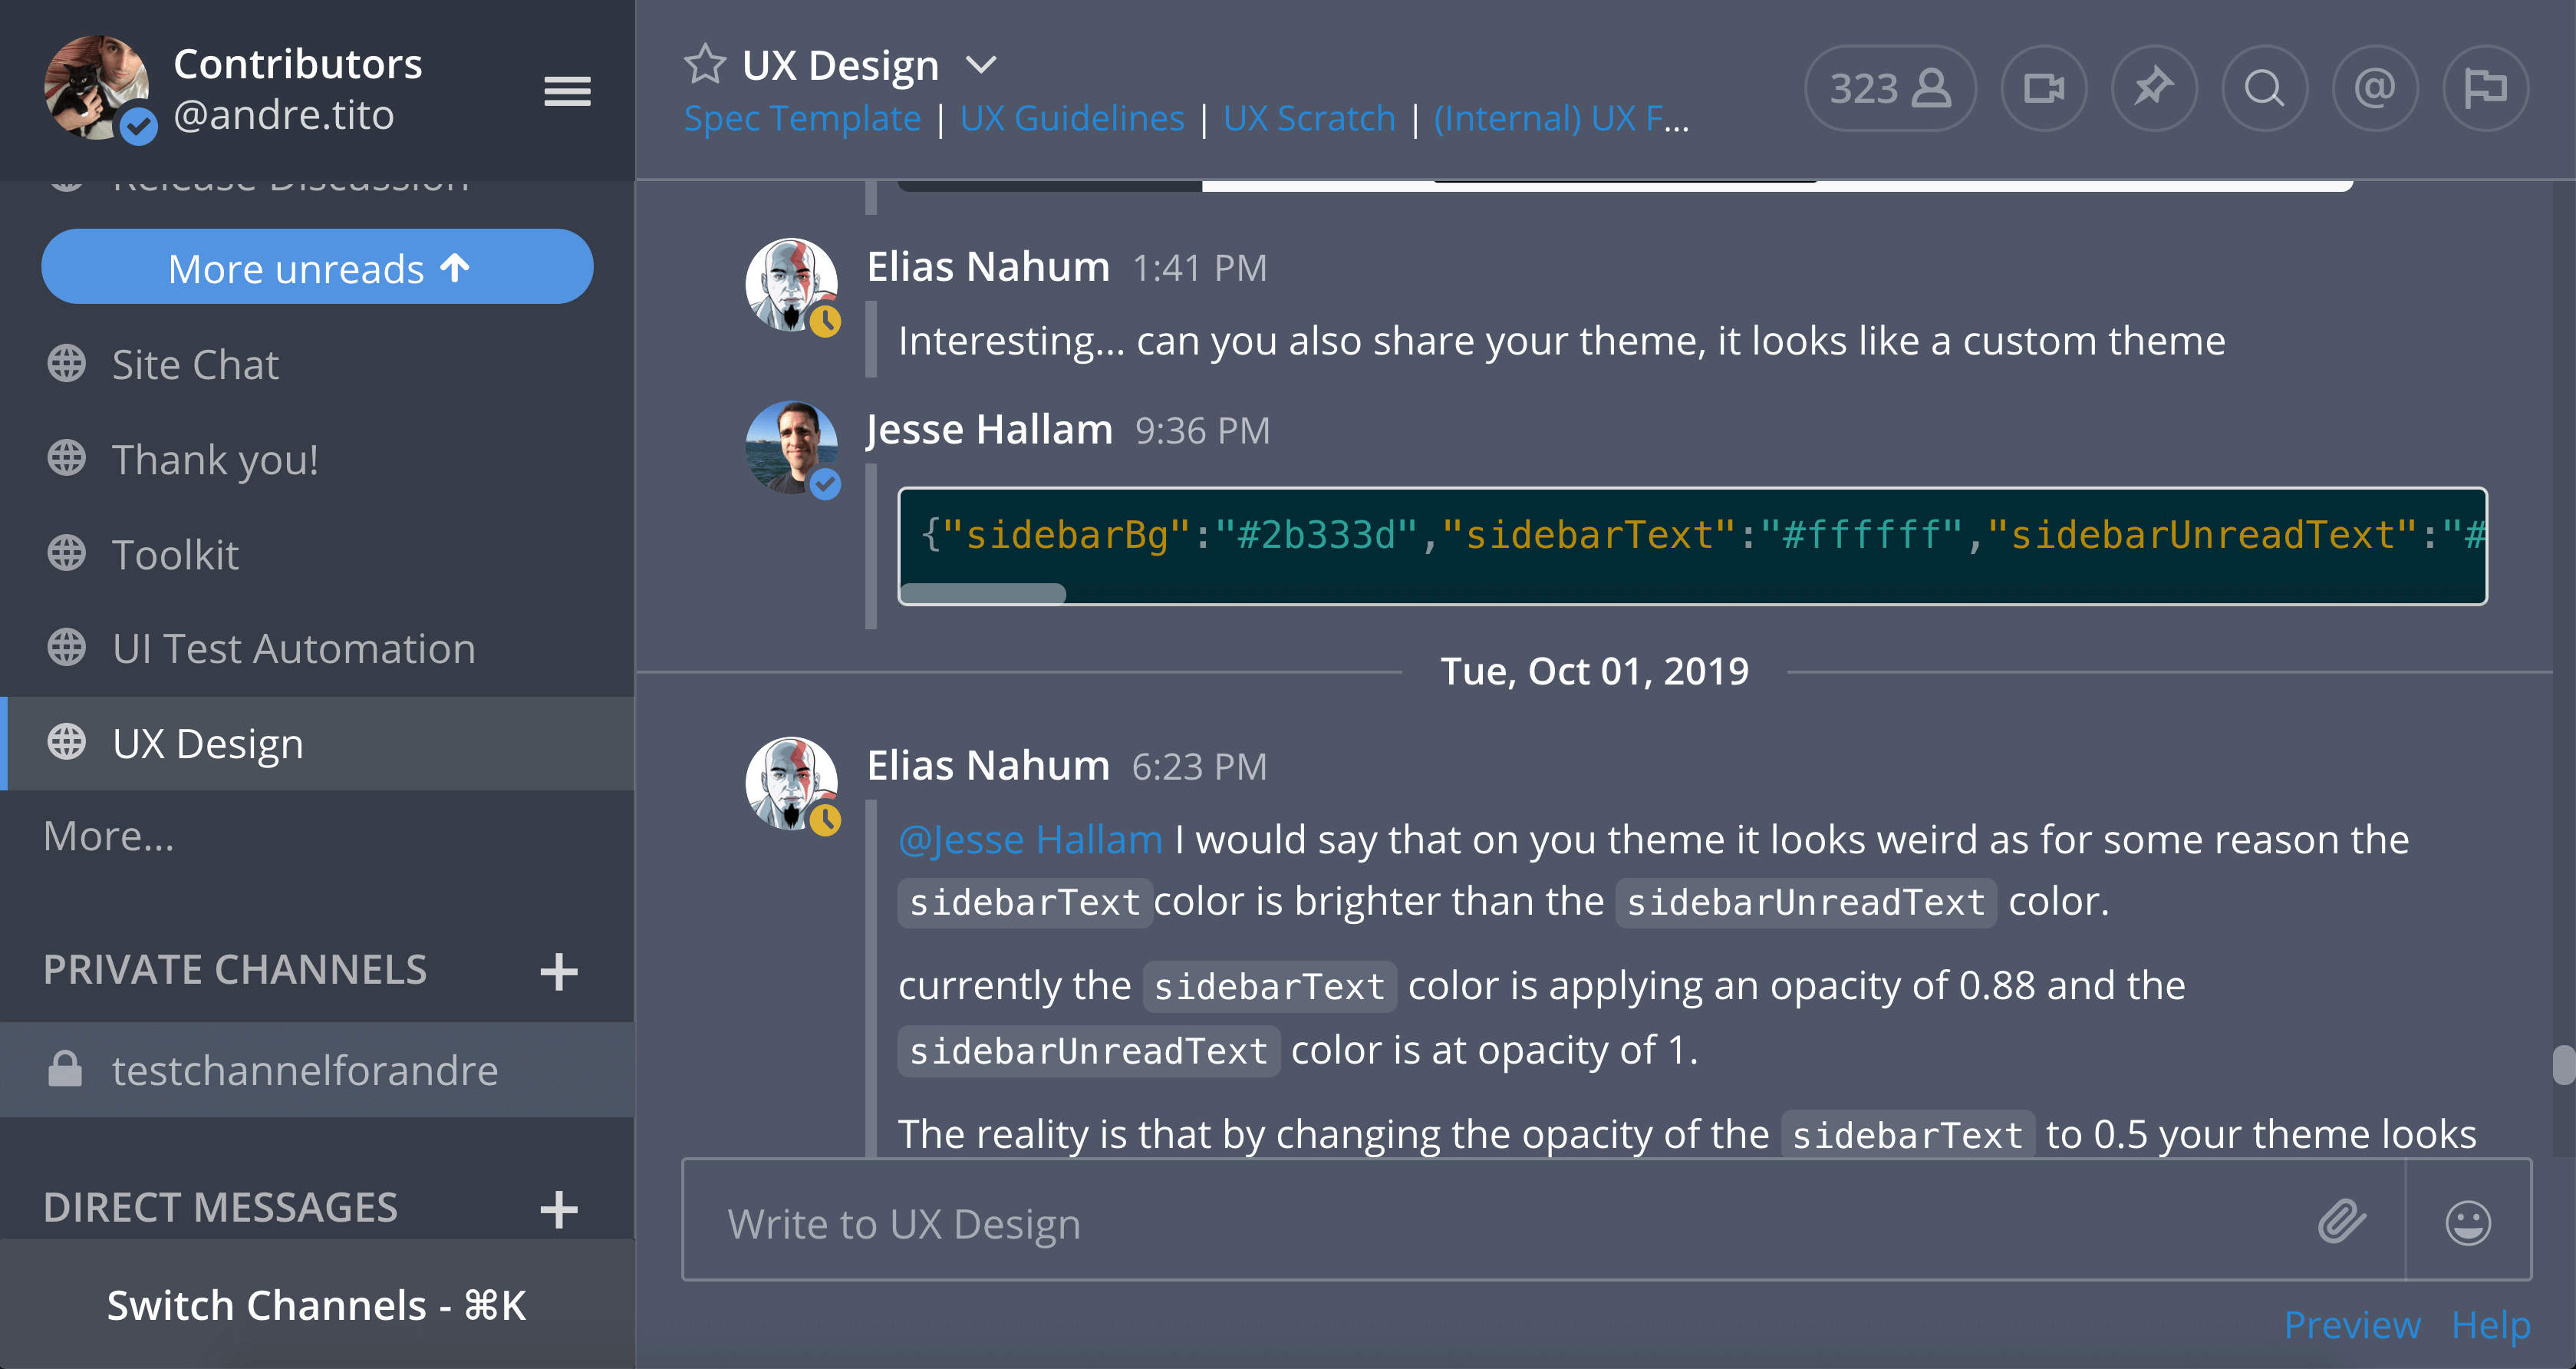 Contributors
@andre.tito
Release Discussion
More unreads
Site Chat
Thank you!
Toolkit
UI Test Automation
UX Design
More...
PRIVATE CHANNELS
testchannelforandre
DIRECT MESSAGES
Switch Channels - ⌘K
UX Design
Spec Template | UX Guidelines | UX Scratch | (Internal) UX F...
323
@
Elias Nahum 1:41 PM
Interesting... can you also share your theme, it looks like a custom theme
Jesse Hallam 9:36 PM
{"sidebarBg":"#2b333d","sidebarText":"#ffffff","sidebarUnreadText":"#
Tue, Oct 01, 2019
Elias Nahum 6:23 PM
@Jesse Hallam I would say that on you theme it looks weird as for some reason the
sidebarText color is brighter than the sidebarUnreadText color.
currently the sidebarText color is applying an opacity of 0.88 and the
sidebarUnreadText color is at opacity of 1.
The reality is that by changing the opacity of the sidebarText to 0.5 your theme looks
Write to UX Design
Preview Help